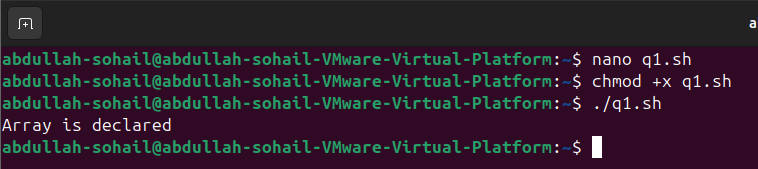 a
abdullah-sohail@abdullah-sohail-VMware-Virtual-Platform:~$ nano q1.sh
abdullah-sohail@abdullah-sohail-VMware-Virtual-Platform:~$ chmod +x q1.sh
abdullah-sohail@abdullah-sohail-VMware-Virtual-Platform:~$ ./q1.sh
Array is declared
abdullah-sohail@abdullah-sohail-VMware-Virtual-Platform:~$